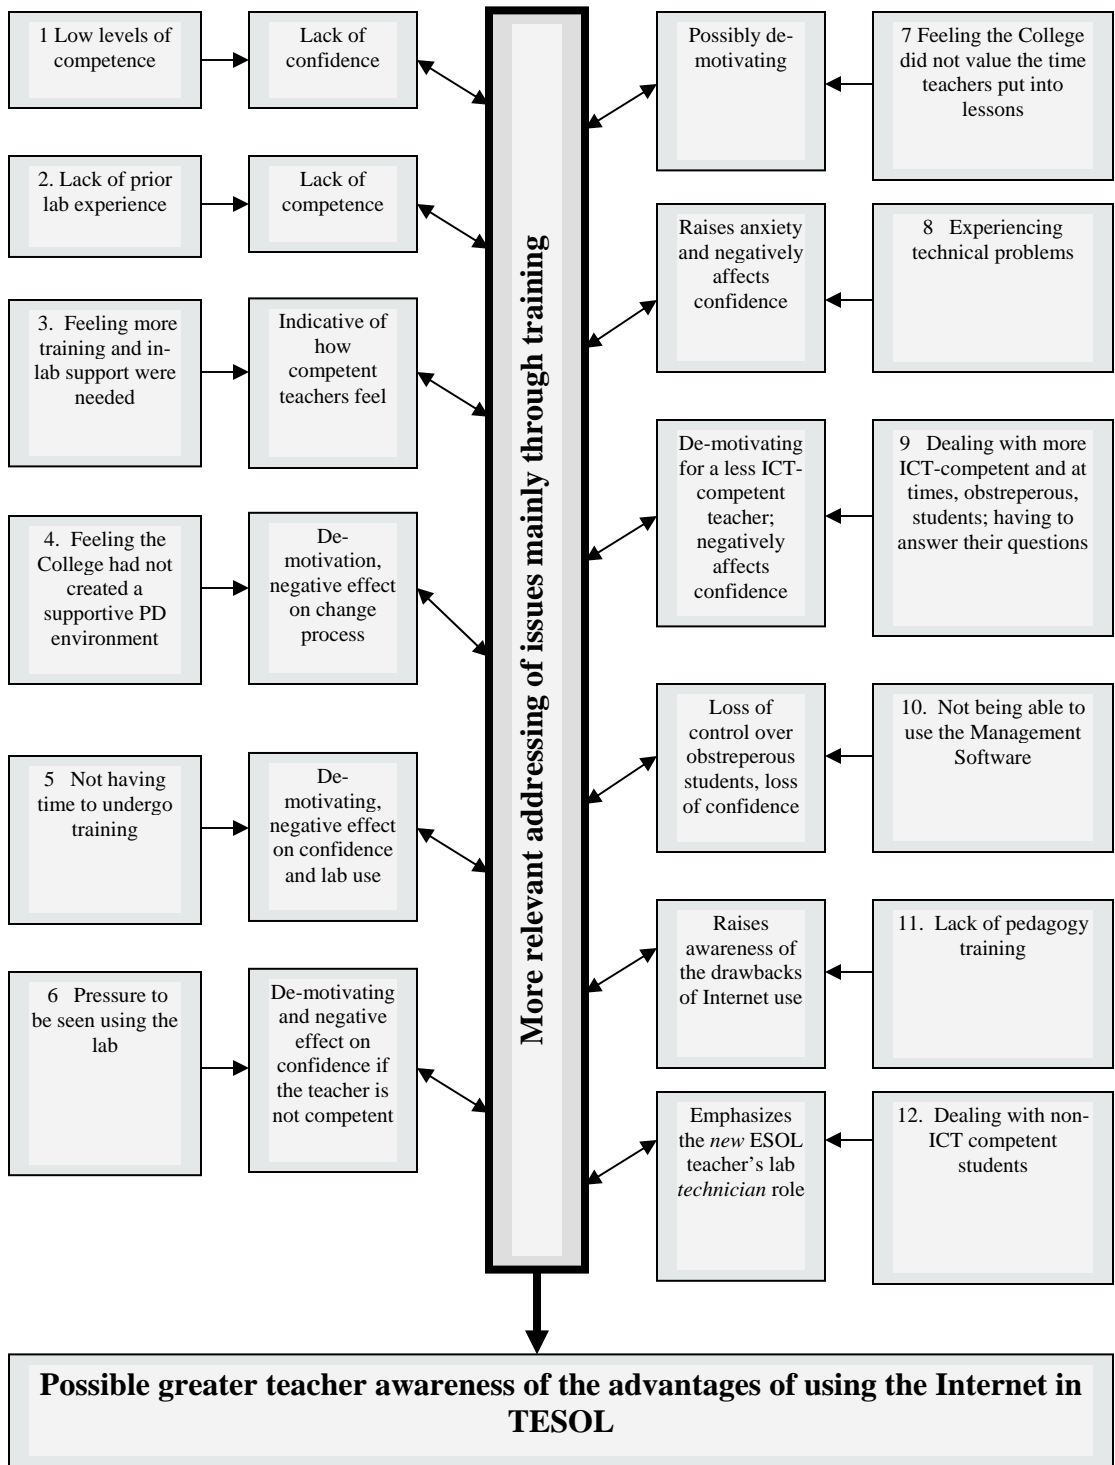 1 Low levels of
competence
Lack of
confidence
2. Lack of prior
lab experience
Lack of
competence
3. Feeling more
training and in-
lab support were
needed
Indicative of
how
competent
teachers feel
4. Feeling the
College had not
created a
supportive PD
environment
De-
motivation,
negative effect
on change
process
5 Not having
time to undergo
training
De-
motivating,
negative effect
on confidence
and lab use
6 Pressure to
be seen using the
lab
De-motivating
and negative
effect on
confidence if
the teacher is
not competent
More relevant addressing of issues mainly through training
Possibly de-
motivating
7 Feeling the College
did not value the time
teachers put into
lessons
Raises anxiety
and negatively
affects
confidence
8 Experiencing
technical problems
De-motivating
for a less ICT-
competent
teacher;
negatively
affects
confidence
9 Dealing with more
ICT-competent and at
times, obstreperous,
students; having to
answer their questions
Loss of
control over
obstreperous
students, loss
of confidence
10. Not being able to
use the Management
Software
Raises
awareness of
the drawbacks
of Internet use
11. Lack of pedagogy
training
Emphasizes
the new ESOL
teacher's lab
technician role
12. Dealing with non-
ICT competent
students
Possible greater teacher awareness of the advantages of using the Internet in
TESOL